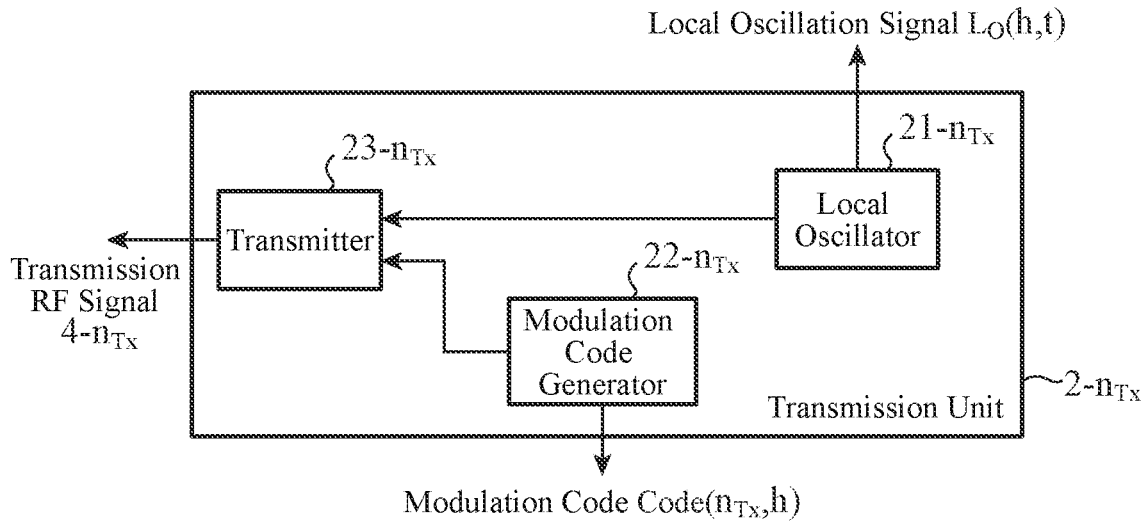 Local Oscillation Signal L_O(h,t)
21-n_Tx
23-n_Tx
Local
Oscillator
Transmitter
22-n_Tx
Transmission
RF Signal
4-n_Tx
Modulation
Code
Generator
2-n_Tx
Transmission Unit
Modulation Code Code(n_Tx,h)